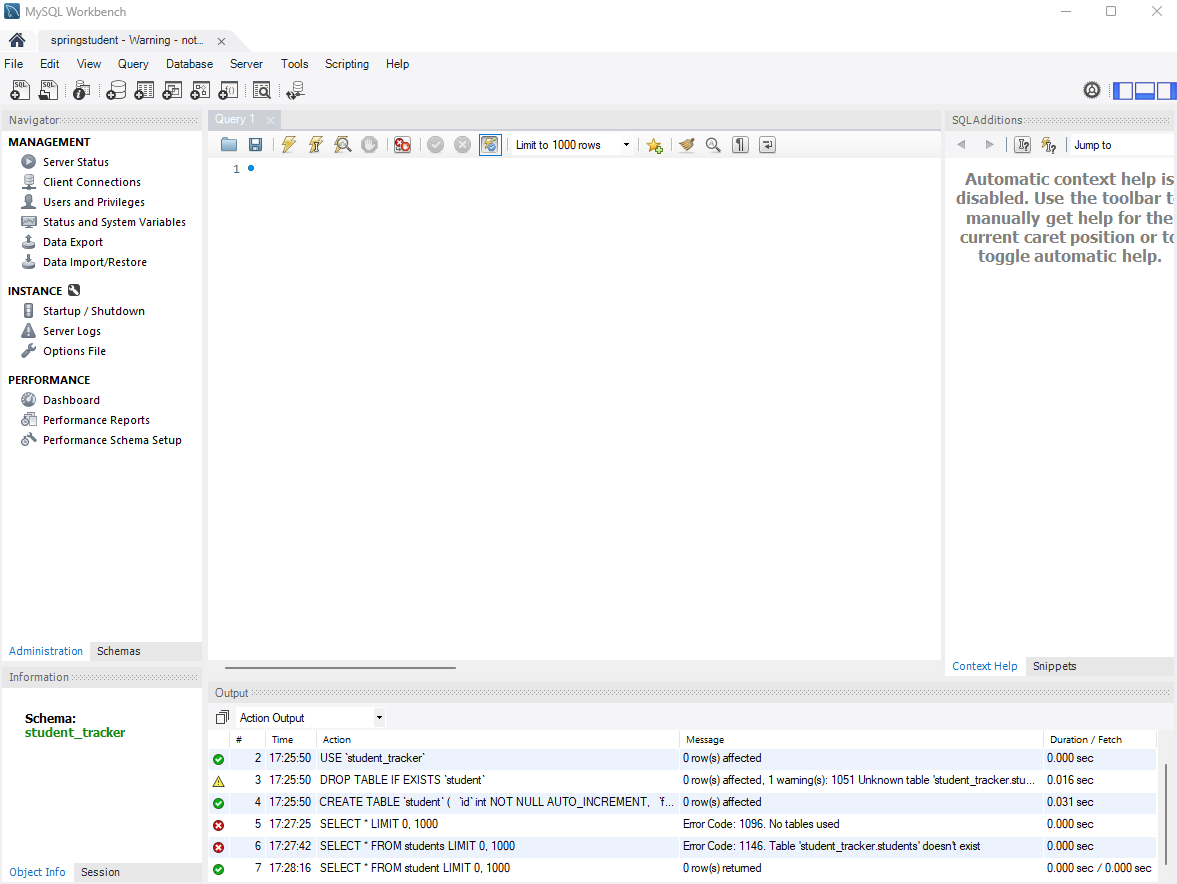 MySQL Workbench
springstudent - Warning - not...
File Edit View Query Database Server Tools Scripting Help
Navigator
MANAGEMENT
Server Status
Client Connections
Users and Privileges
Status and System Variables
Data Export
Data Import/Restore
INSTANCE
Startup / Shutdown
Server Logs
Options File
PERFORMANCE
Dashboard
Performance Reports
Performance Schema Setup
Administration Schemas
Information
Schema:
student_tracker
Object Info Session
Query 1
Limit to 1000 rows
1
SQLAdditions
Jump to
Automatic context help is
disabled. Use the toolbar t
manually get help for the
current caret position or to
toggle automatic help.
Context Help Snippets
Output
Action Output
# Time Action Message Duration / Fetch
2 17:25:50 USE `student_tracker` 0 row(s) affected 0.000 sec
3 17:25:50 DROP TABLE IF EXISTS `student` 0 row(s) affected, 1 warning(s): 1051 Unknown table 'student_tracker.stu... 0.016 sec
4 17:25:50 CREATE TABLE `student` ( `id` int NOT NULL AUTO_INCREMENT, `f... 0 row(s) affected 0.031 sec
5 17:27:25 SELECT * LIMIT 0, 1000 Error Code: 1096. No tables used 0.000 sec
6 17:27:42 SELECT * FROM students LIMIT 0, 1000 Error Code: 1146. Table 'student_tracker.students' doesn't exist 0.000 sec
7 17:28:16 SELECT * FROM student LIMIT 0, 1000 0 row(s) returned 0.000 sec / 0.000 sec